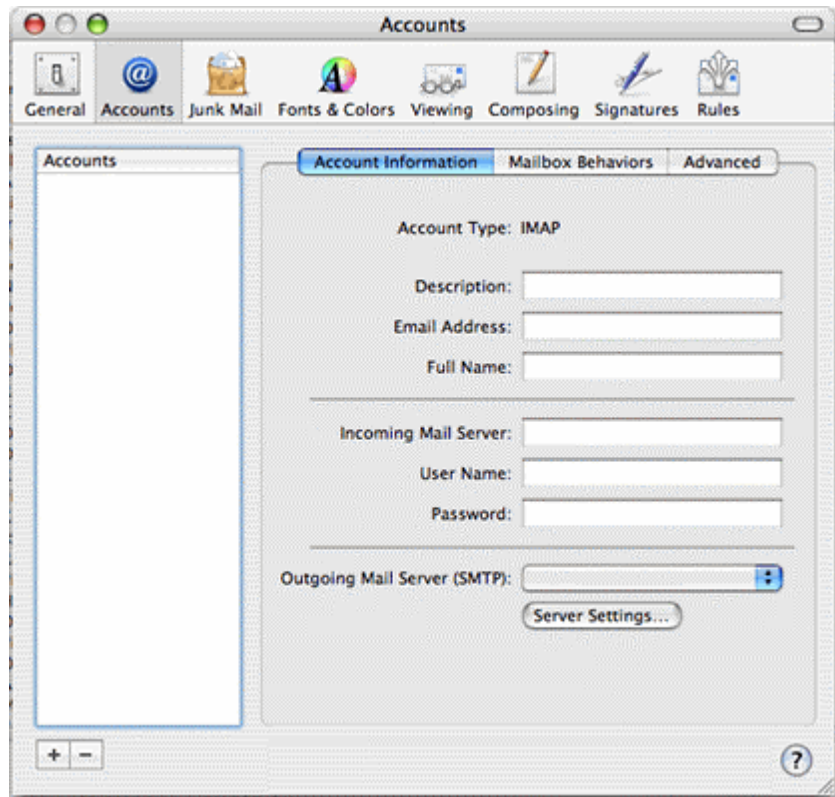 Accounts
General Accounts Junk Mail Fonts & Colors Viewing Composing Signatures Rules
Accounts
Account Information Mailbox Behaviors Advanced
Account Type: IMAP
Description:
Email Address:
Full Name:
Incoming Mail Server:
User Name:
Password:
Outgoing Mail Server (SMTP):
Server Settings...
+ −
?